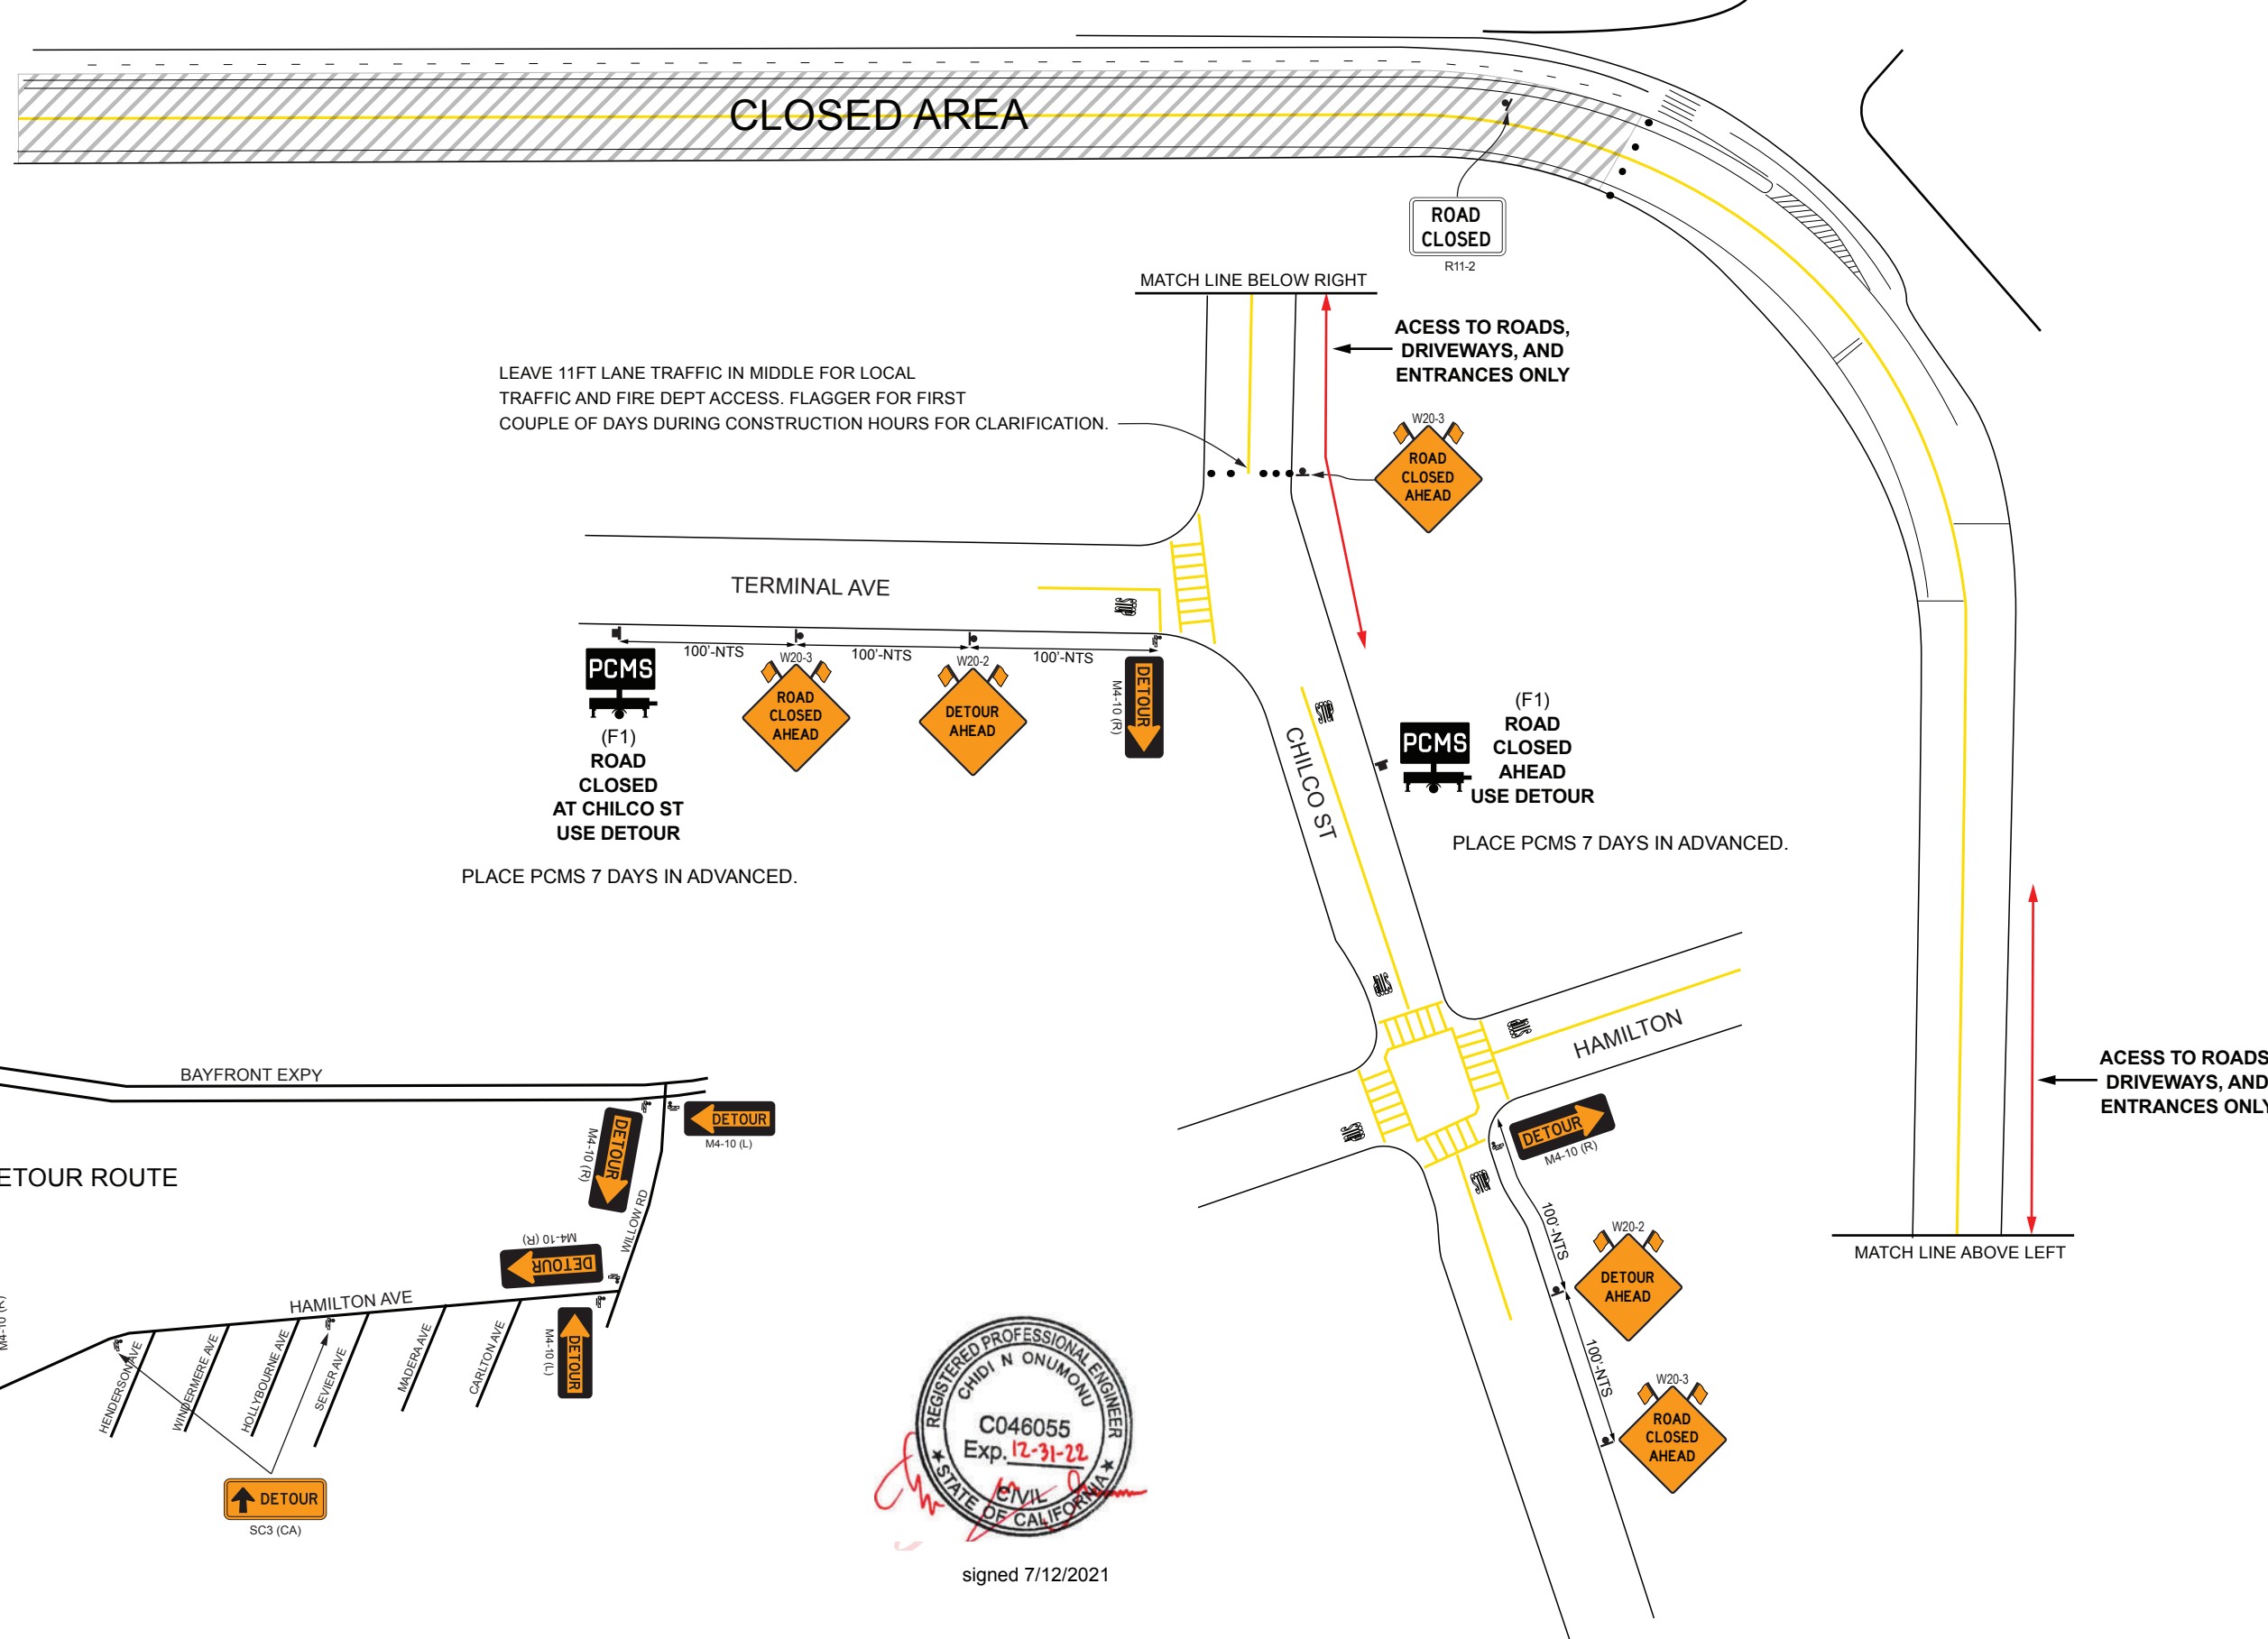 CLOSED AREA
ROAD
CLOSED
R11-2
MATCH LINE BELOW RIGHT
ACESS TO ROADS,
DRIVEWAYS, AND
ENTRANCES ONLY
LEAVE 11FT LANE TRAFFIC IN MIDDLE FOR LOCAL
TRAFFIC AND FIRE DEPT ACCESS. FLAGGER FOR FIRST
COUPLE OF DAYS DURING CONSTRUCTION HOURS FOR CLARIFICATION.
W20-3
ROAD
CLOSED
AHEAD
TERMINAL AVE
STOP
100'-NTS
100'-NTS
100'-NTS
PCMS
(F1)
ROAD
CLOSED
AT CHILCO ST
USE DETOUR
PLACE PCMS 7 DAYS IN ADVANCED.
W20-3
ROAD
CLOSED
AHEAD
W20-2
DETOUR
AHEAD
DETOUR
M4-10 (R)
CHILCO ST
STOP
PCMS
(F1)
ROAD
CLOSED
AHEAD
USE DETOUR
PLACE PCMS 7 DAYS IN ADVANCED.
STOP
STOP
HAMILTON
STOP
STOP
DETOUR
M4-10 (R)
100'-NTS
W20-2
DETOUR
AHEAD
100'-NTS
W20-3
ROAD
CLOSED
AHEAD
ACESS TO ROADS
DRIVEWAYS, AND
ENTRANCES ONLY
MATCH LINE ABOVE LEFT
BAYFRONT EXPY
DETOUR
M4-10 (L)
DETOUR
M4-10 (R)
ETOUR ROUTE
WILLOW RD
M4-10 (R)
DETOUR
HAMILTON AVE
M4-10 (R)
DETOUR
M4-10 (L)
HENDERSON AVE
WINDERMERE AVE
HOLLYBOURNE AVE
SEVIER AVE
MADERA AVE
CARLTON AVE
DETOUR
SC3 (CA)
REGISTERED PROFESSIONAL ENGINEER
CHIDI N ONUMONU
C046055
Exp. 12-31-22
CIVIL
STATE OF CALIFORNIA
signed 7/12/2021